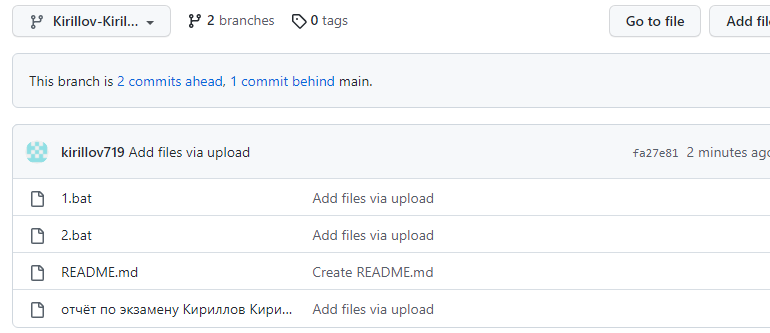 Kirillov-Kiril... 2 branches 0 tags Go to file Add fil
This branch is 2 commits ahead, 1 commit behind main.
kirillov719 Add files via upload fa27e81 2 minutes ago
1.bat Add files via upload
2.bat Add files via upload
README.md Create README.md
отчёт по экзамену Кириллов Кири... Add files via upload